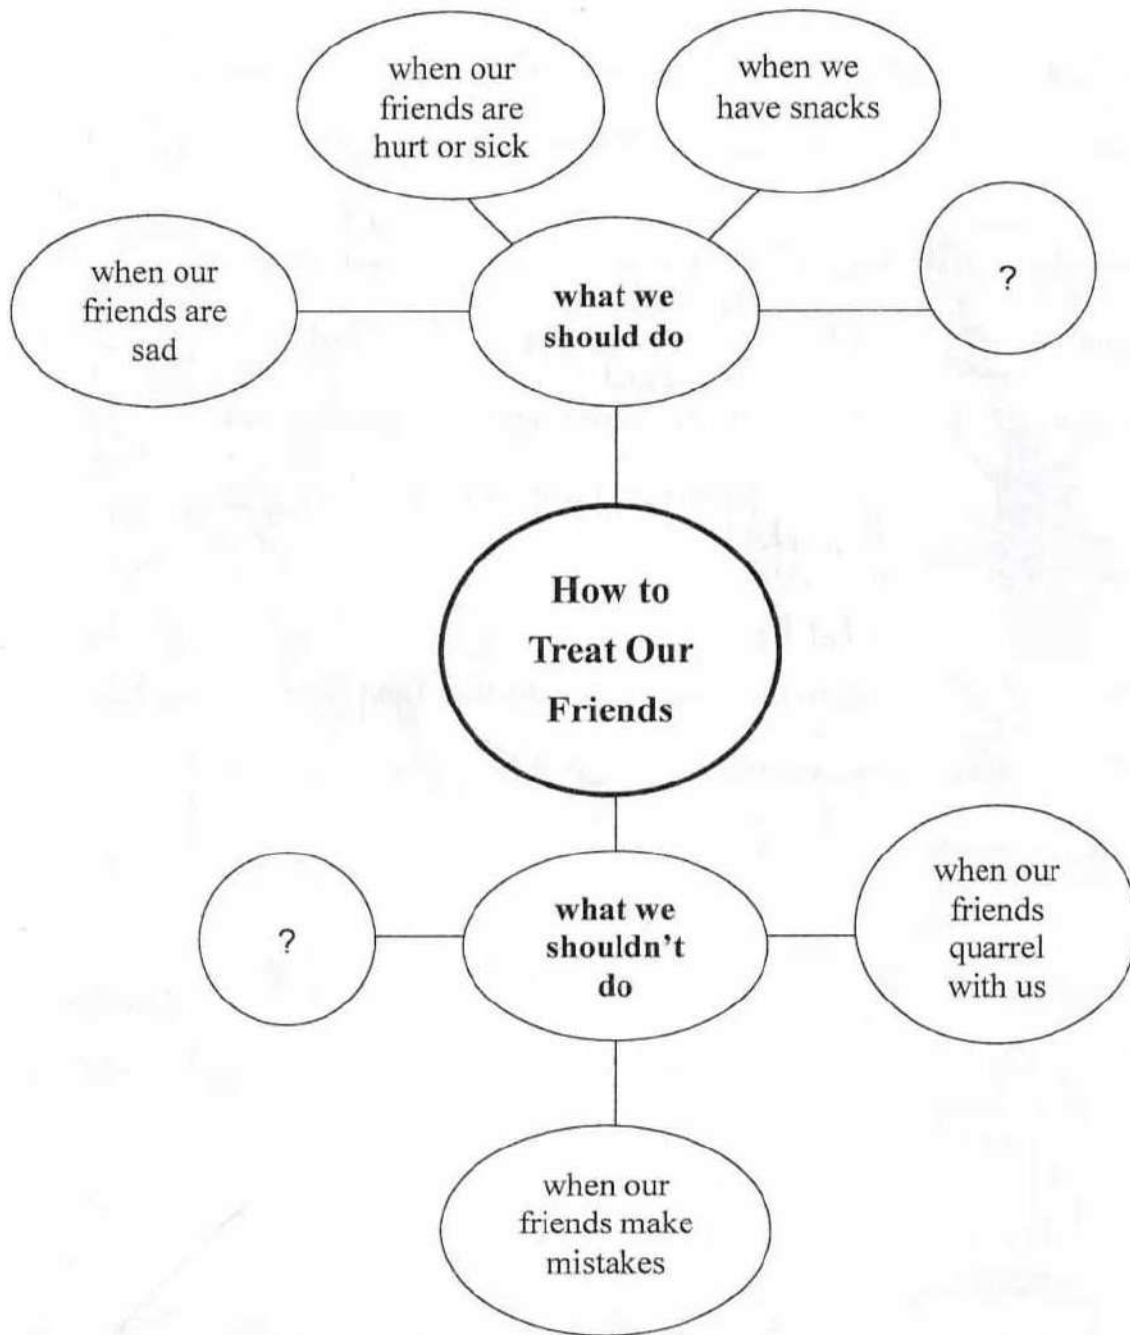 when our
friends are
hurt or sick
when we
have snacks
when our
friends are
sad
what we
should do
?
How to
Treat Our
Friends
?
what we
shouldn't
do
when our
friends
quarrel
with us
when our
friends make
mistakes